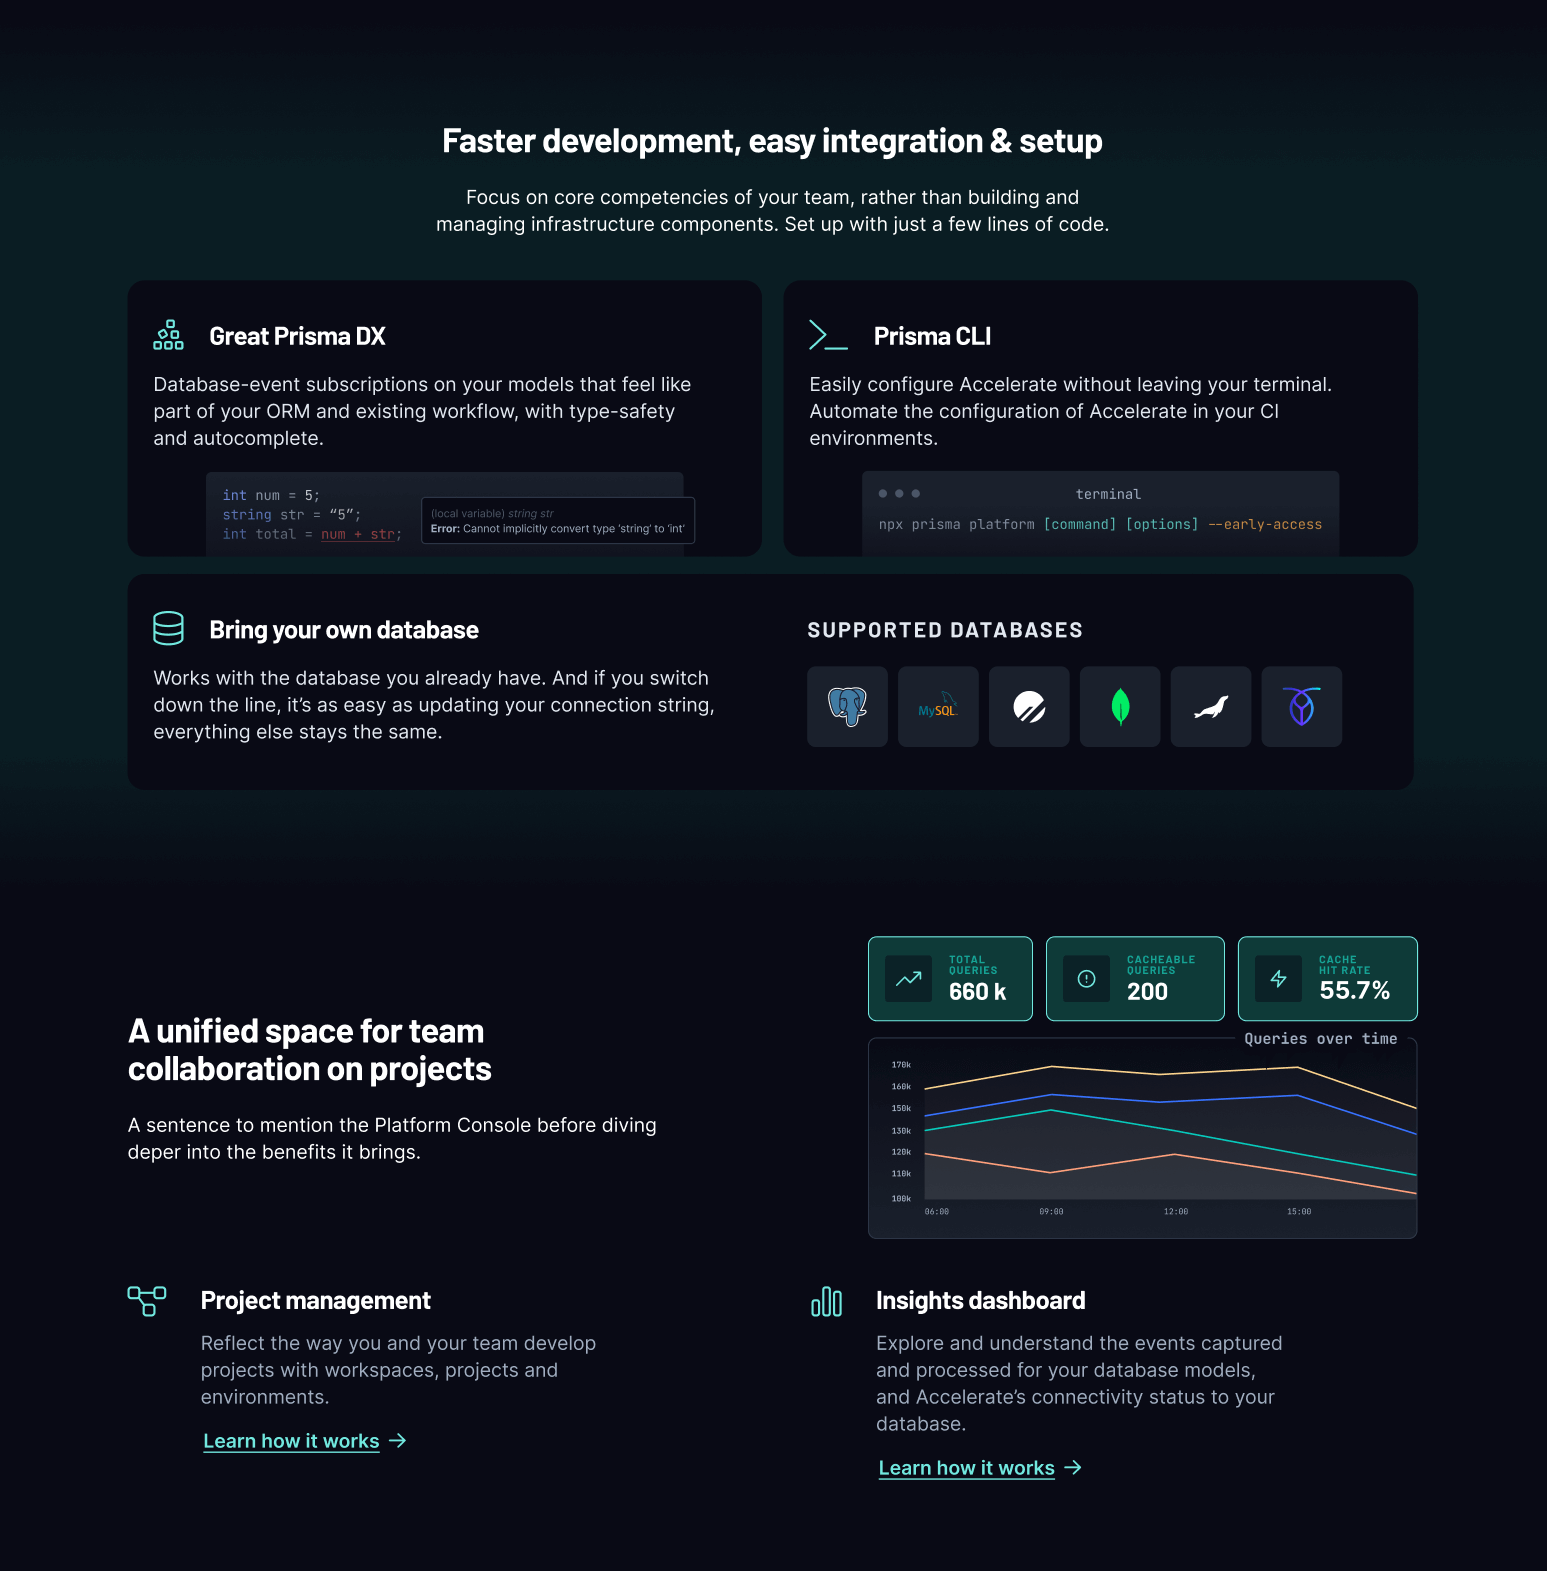 Faster development, easy integration & setup
Focus on core competencies of your team, rather than building and
managing infrastructure components. Set up with just a few lines of code.
Great Prisma DX
Database-event subscriptions on your models that feel like
part of your ORM and existing workflow, with type-safety
and autocomplete.
int num = 5;
string str = “5”;
int total = num + str;
(local variable) string str
Error: Cannot implicitly convert type ‘string’ to ‘int’
Prisma CLI
Easily configure Accelerate without leaving your terminal.
Automate the configuration of Accelerate in your CI
environments.
terminal
npx prisma platform [command] [options] --early-access
Bring your own database
Works with the database you already have. And if you switch
down the line, it’s as easy as updating your connection string,
everything else stays the same.
SUPPORTED DATABASES
MySQL
A unified space for team
collaboration on projects
A sentence to mention the Platform Console before diving
deper into the benefits it brings.
TOTAL
QUERIES
660 k
CACHEABLE
QUERIES
200
CACHE
HIT RATE
55.7%
Queries over time
170k
160k
150k
130k
120k
110k
100k
06:00 09:00 12:00 15:00
Project management
Reflect the way you and your team develop
projects with workspaces, projects and
environments.
Learn how it works →
Insights dashboard
Explore and understand the events captured
and processed for your database models,
and Accelerate’s connectivity status to your
database.
Learn how it works →